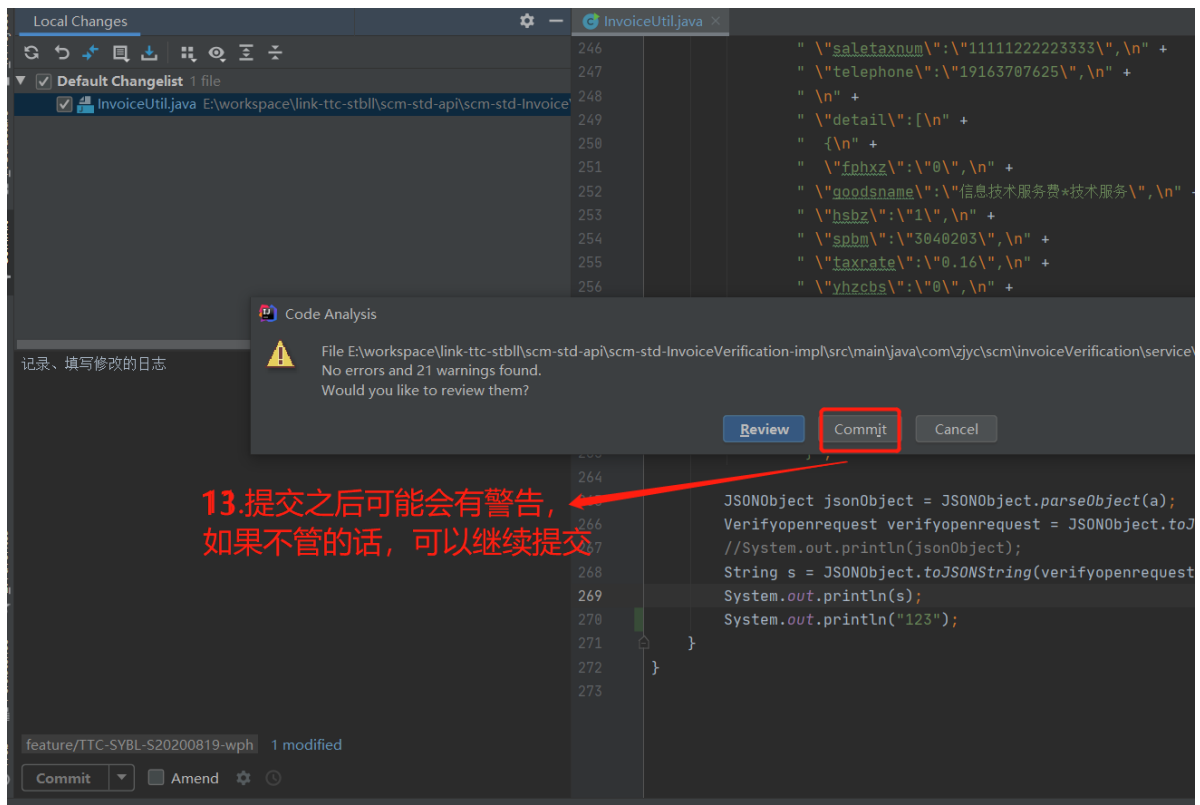 Local Changes
Default Changelist 1 file
InvoiceUtil.java E:\workspace\link-ttc-stbll\scm-std-api\scm-std-Invoice
记录、填写修改的日志
feature/TTC-SYBL-S20200819-wph 1 modified
Commit Amend
InvoiceUtil.java
246 " \"saletaxnum\":\"11111222223333\",\n" +
247 " \"telephone\":\"19163707625\",\n" +
248 " \n" +
249 " \"detail\":[\n" +
250 " {\n" +
251 " \"fphxz\":\"0\",\n" +
252 " \"goodsname\":\"信息技术服务费*技术服务\",\n" +
253 " \"hsbz\":\"1\",\n" +
254 " \"spbm\":\"3040203\",\n" +
255 " \"taxrate\":\"0.16\",\n" +
256 " \"yhzcbs\":\"0\",\n" +
Code Analysis
File E:\workspace\link-ttc-stbll\scm-std-api\scm-std-InvoiceVerification-impl\src\main\java\com\zjyc\scm\invoiceVerification\service\
No errors and 21 warnings found.
Would you like to review them?
Review Commit Cancel
13.提交之后可能会有警告，
如果不管的话，可以继续提交
264
JSONObject jsonObject = JSONObject.parseObject(a);
266 Verifyopenrequest verifyopenrequest = JSONObject.toJ
267 //System.out.println(jsonObject);
268 String s = JSONObject.toJSONString(verifyopenrequest
269 System.out.println(s);
270 System.out.println("123");
271 }
272 }
273